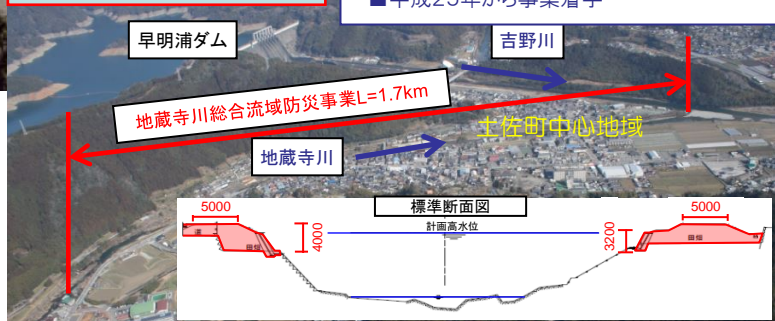 ■平成25年から事業着手
早明浦ダム
吉野川
地蔵寺川総合流域防災事業L=1.7km
土佐町中心地域
地蔵寺川
標準断面図
計画高水位
5000
4000
3200
5000